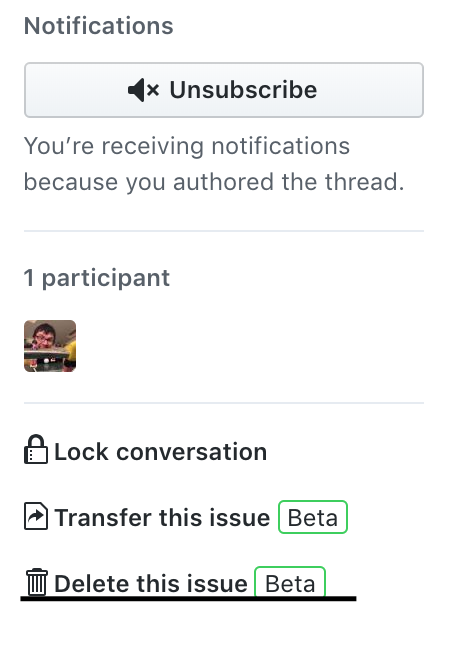 Notifications
Unsubscribe
You’re receiving notifications
because you authored the thread.
1 participant
Lock conversation
Transfer this issue Beta
Delete this issue Beta